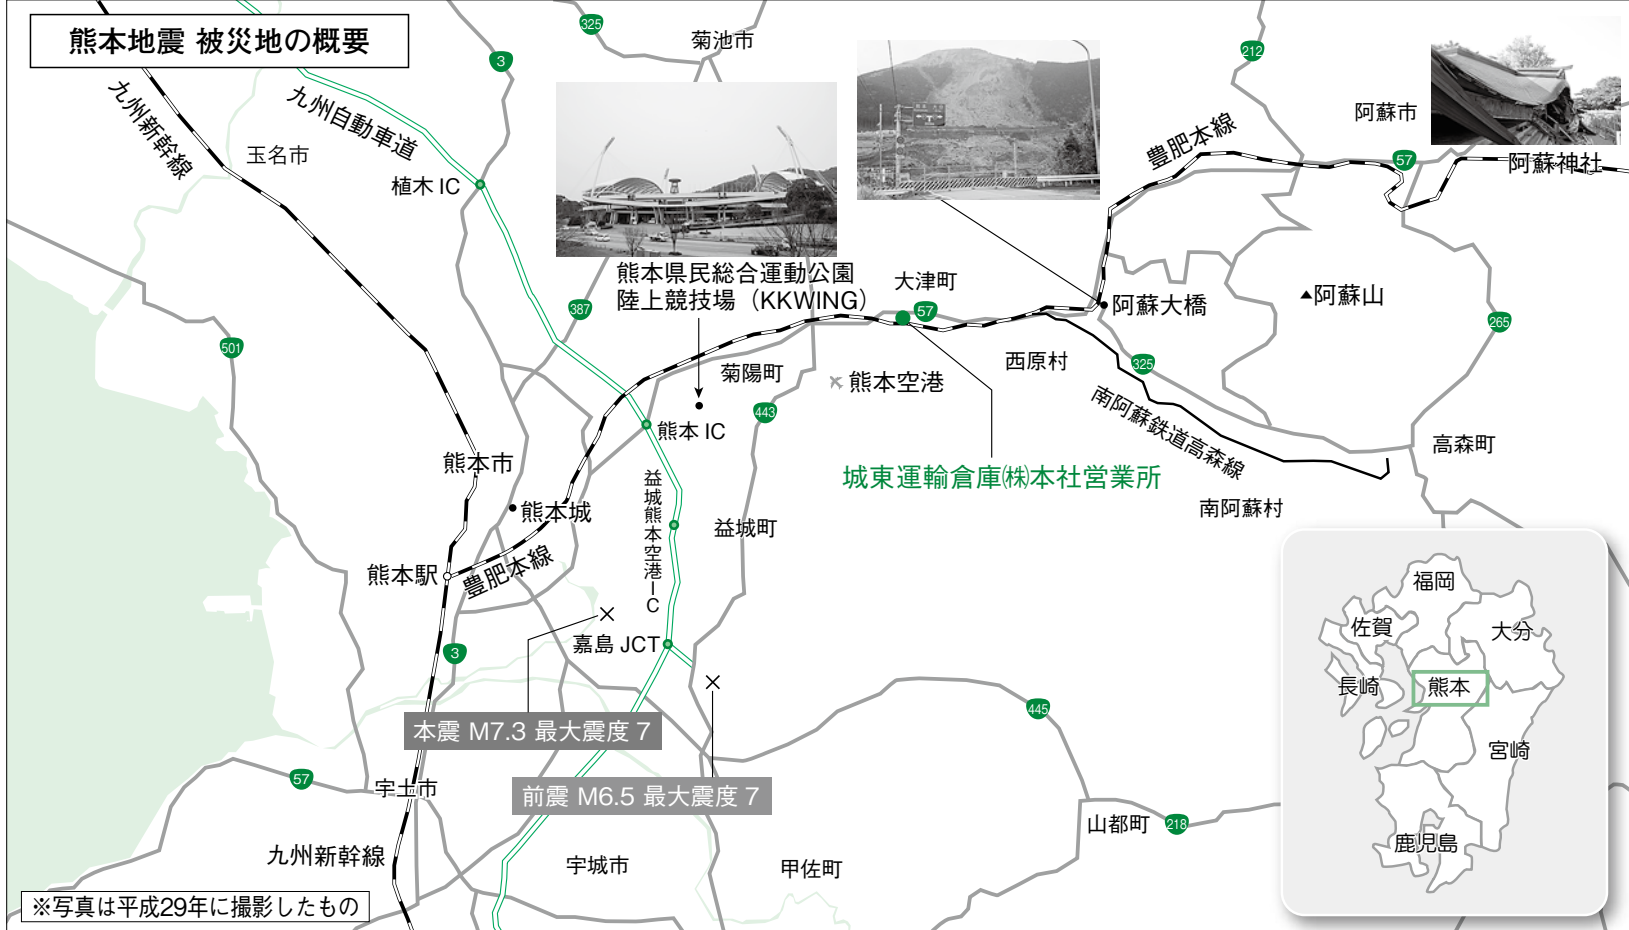 熊本地震 被災地の概要
325
菊池市
3
212
阿蘇市
九州新幹線
九州自動車道
玉名市
植木 IC
豊肥本線
57
阿蘇神社
熊本県民総合運動公園
陸上競技場（KKWING）
大津町
387
57
阿蘇大橋
▲阿蘇山
265
501
西原村
325
菊陽町
熊本空港
443
南阿蘇鉄道高森線
熊本 IC
高森町
熊本市
城東運輸倉庫㈱本社営業所
熊本城
益城熊本空港IC
益城町
南阿蘇村
熊本駅
豊肥本線
福岡
佐賀
大分
嘉島 JCT
3
長崎
熊本
本震 M7.3 最大震度 7
445
宮崎
57
宇土市
前震 M6.5 最大震度 7
山都町
218
鹿児島
九州新幹線
宇城市
甲佐町
※写真は平成29年に撮影したもの